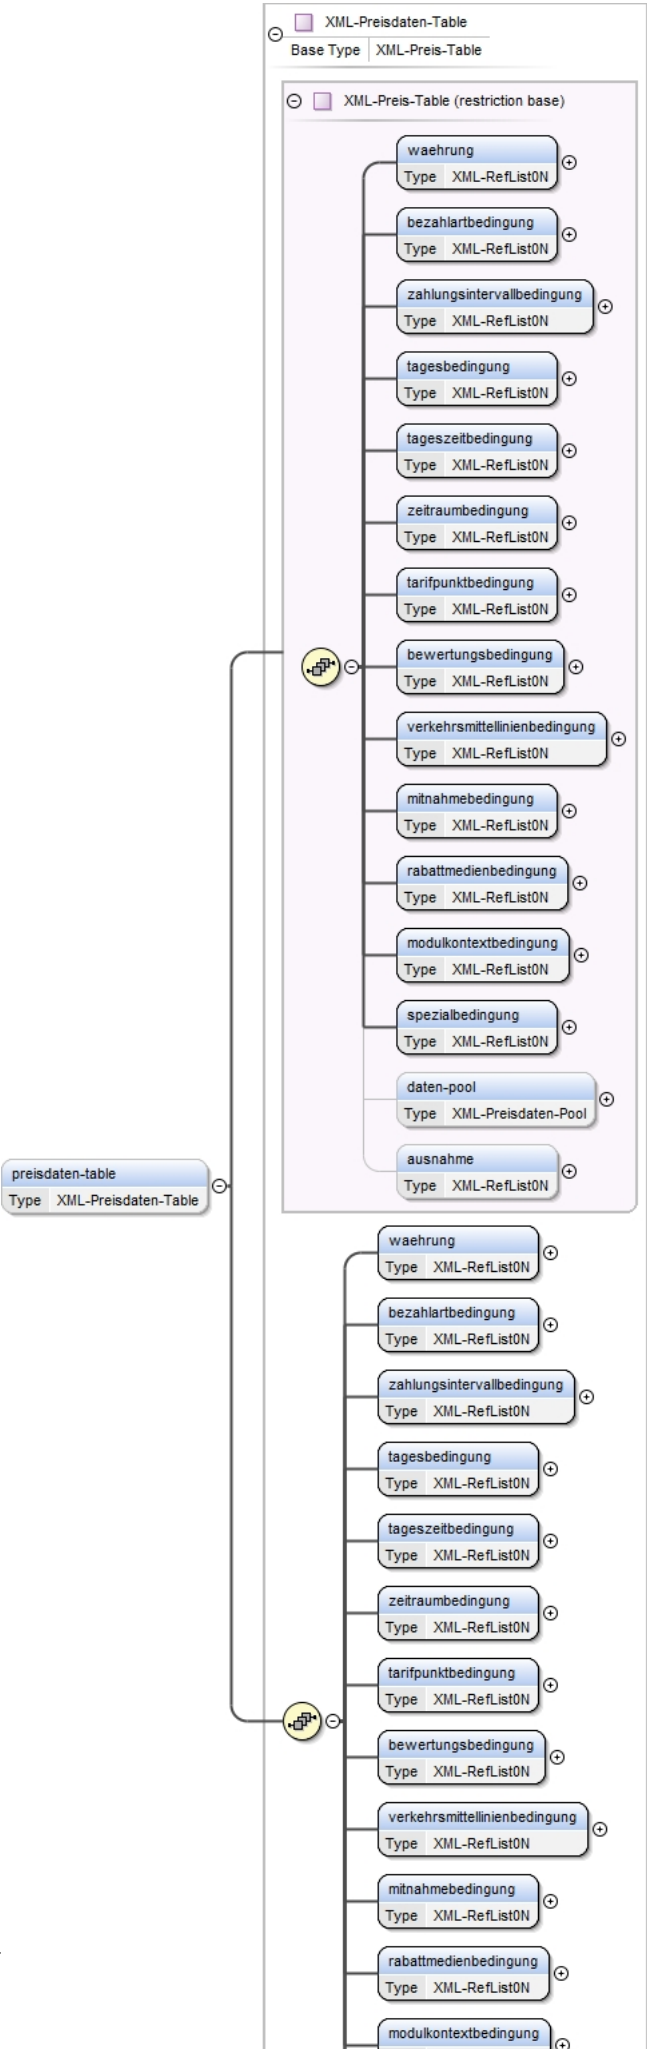 XML-Preisdaten-Table
Base Type XML-Preis-Table
XML-Preis-Table (restriction base)
waehrung
Type XML-RefList0N
bezahlartbedingung
Type XML-RefList0N
zahlungsintervallbedingung
Type XML-RefList0N
tagesbedingung
Type XML-RefList0N
tageszeitbedingung
Type XML-RefList0N
zeitraumbedingung
Type XML-RefList0N
tarifpunktbedingung
Type XML-RefList0N
bewertungsbedingung
Type XML-RefList0N
verkehrsmittellinienbedingung
Type XML-RefList0N
mitnahmebedingung
Type XML-RefList0N
rabattmedienbedingung
Type XML-RefList0N
modulkontextbedingung
Type XML-RefList0N
spezialbedingung
Type XML-RefList0N
daten-pool
Type XML-Preisdaten-Pool
ausnahme
Type XML-RefList0N
preisdaten-table
Type XML-Preisdaten-Table
waehrung
Type XML-RefList0N
bezahlartbedingung
Type XML-RefList0N
zahlungsintervallbedingung
Type XML-RefList0N
tagesbedingung
Type XML-RefList0N
tageszeitbedingung
Type XML-RefList0N
zeitraumbedingung
Type XML-RefList0N
tarifpunktbedingung
Type XML-RefList0N
bewertungsbedingung
Type XML-RefList0N
verkehrsmittellinienbedingung
Type XML-RefList0N
mitnahmebedingung
Type XML-RefList0N
rabattmedienbedingung
Type XML-RefList0N
modulkontextbedingung